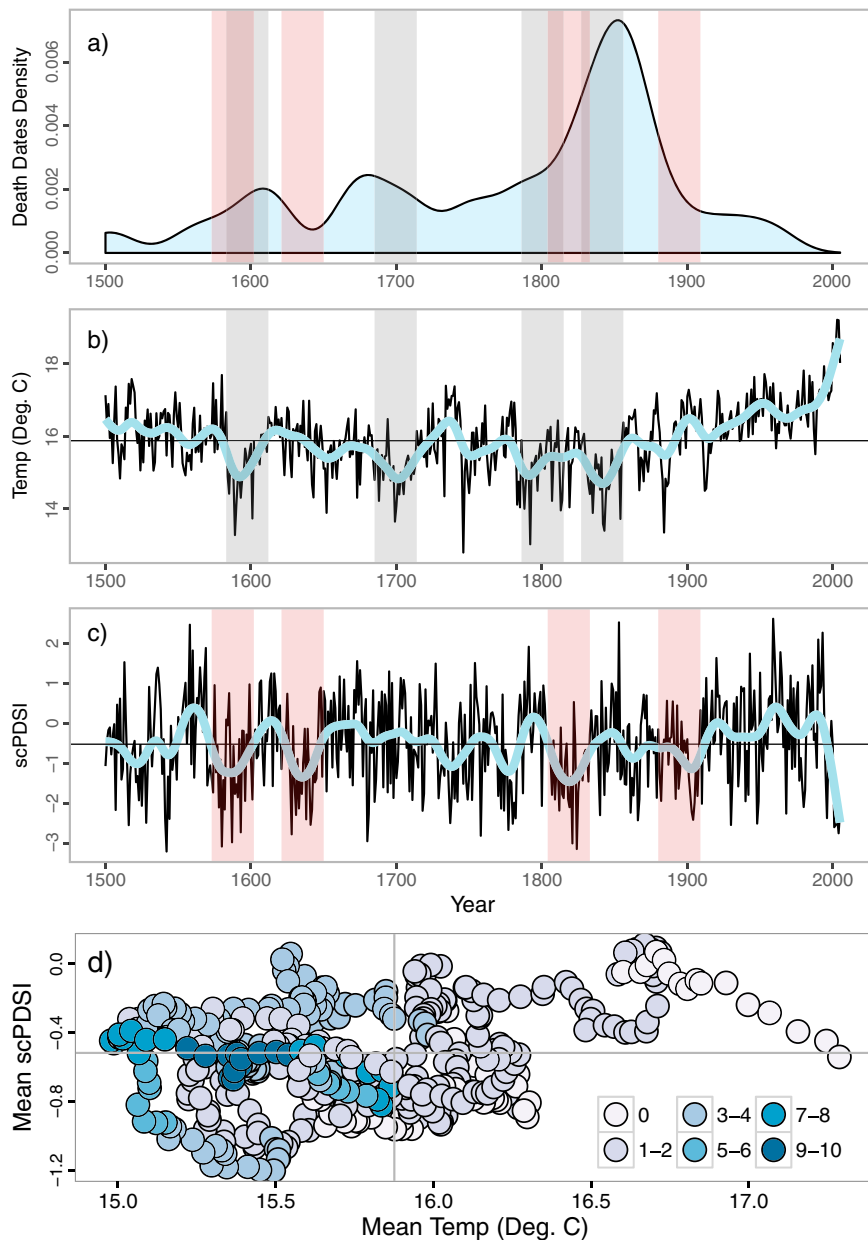 a)
Death Dates Density
0.006
0.004
0.002
0.000
1500 1600 1700 1800 1900 2000
b)
Temp (Deg. C)
18
16
14
1500 1600 1700 1800 1900 2000
c)
scPDSI
2
1
0
−1
−2
−3
1500 1600 1700 1800 1900 2000
Year
d)
Mean scPDSI
0.0
−0.4
−0.8
−1.2
0 3−4 7−8
1−2 5−6 9−10
15.0 15.5 16.0 16.5 17.0
Mean Temp (Deg. C)